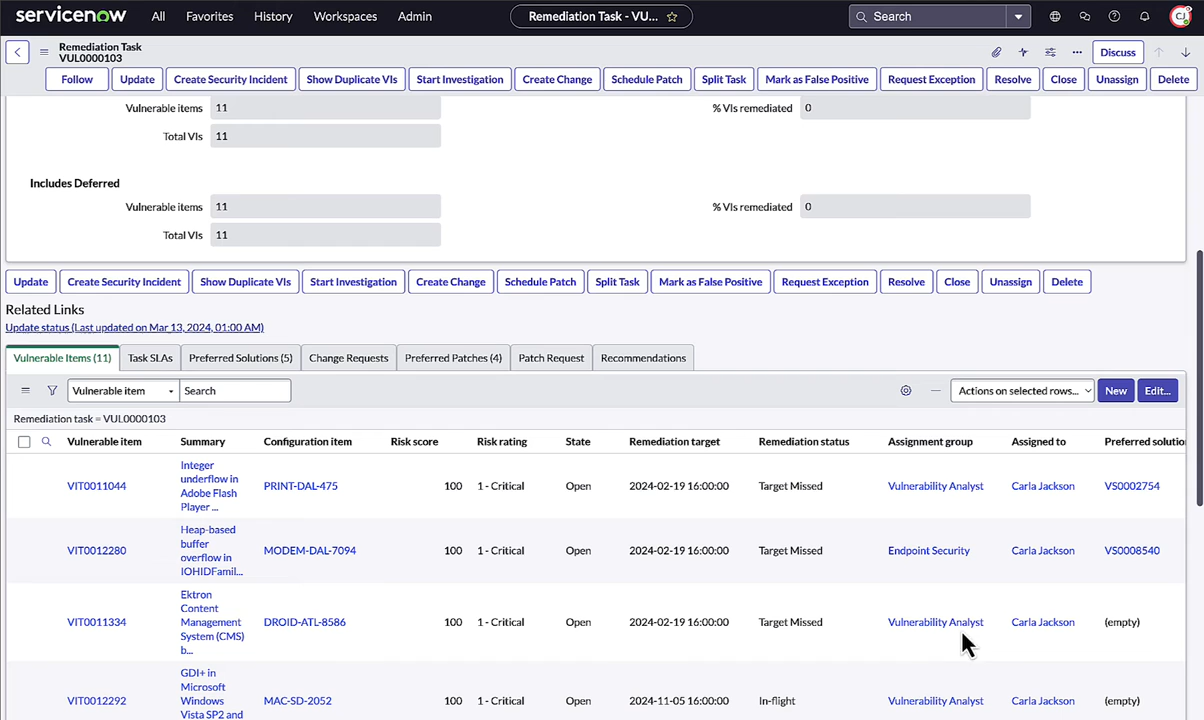 servicenow All Favorites History Workspaces Admin Remediation Task - VU... Search CJ
Remediation Task
VUL0000103
Discuss
Follow Update Create Security Incident Show Duplicate VIs Start Investigation Create Change Schedule Patch Split Task Mark as False Positive Request Exception Resolve Close Unassign Delete
Vulnerable items 11 % VIs remediated 0
Total VIs 11
Includes Deferred
Vulnerable items 11 % VIs remediated 0
Total VIs 11
Update Create Security Incident Show Duplicate VIs Start Investigation Create Change Schedule Patch Split Task Mark as False Positive Request Exception Resolve Close Unassign Delete
Related Links
Update status (Last updated on Mar 13, 2024, 01:00 AM)
Vulnerable Items (11) Task SLAs Preferred Solutions (5) Change Requests Preferred Patches (4) Patch Request Recommendations
Vulnerable item Search Actions on selected rows... New Edit...
Remediation task = VUL0000103
Vulnerable item Summary Configuration item Risk score Risk rating State Remediation target Remediation status Assignment group Assigned to Preferred solutio
Integer
underflow in
VIT0011044 Adobe Flash PRINT-DAL-475 100 1 - Critical Open 2024-02-19 16:00:00 Target Missed Vulnerability Analyst Carla Jackson VS0002754
Player ...
Heap-based
buffer
VIT0012280 overflow in MODEM-DAL-7094 100 1 - Critical Open 2024-02-19 16:00:00 Target Missed Endpoint Security Carla Jackson VS0008540
IOHIDFamil...
Ektron
Content
VIT0011334 Management DROID-ATL-8586 100 1 - Critical Open 2024-02-19 16:00:00 Target Missed Vulnerability Analyst Carla Jackson (empty)
System (CMS)
b...
GDI+ in
Microsoft
VIT0012292 Windows MAC-SD-2052 100 1 - Critical Open 2024-11-05 16:00:00 In-flight Vulnerability Analyst Carla Jackson (empty)
Vista SP2 and